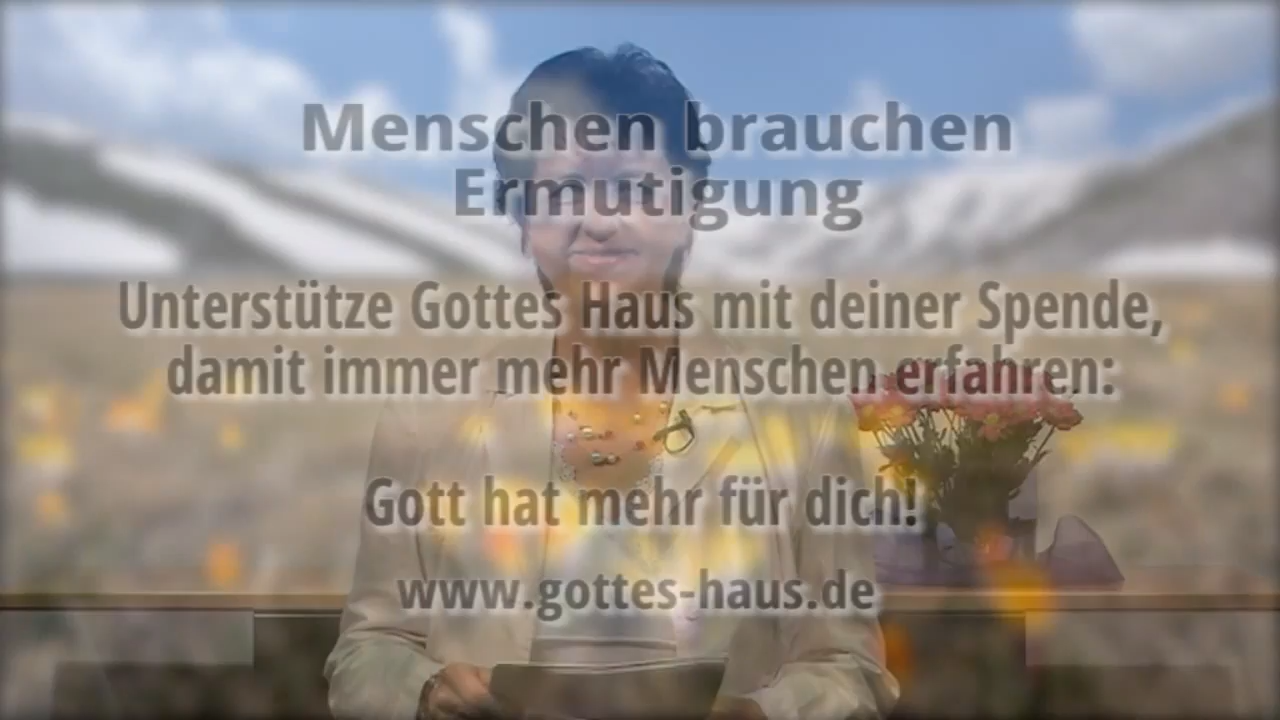 Menschen brauchen
Ermutigung
Unterstütze Gottes Haus mit deiner Spende,
damit immer mehr Menschen erfahren:
Gott hat mehr für dich!
www.gottes-haus.de